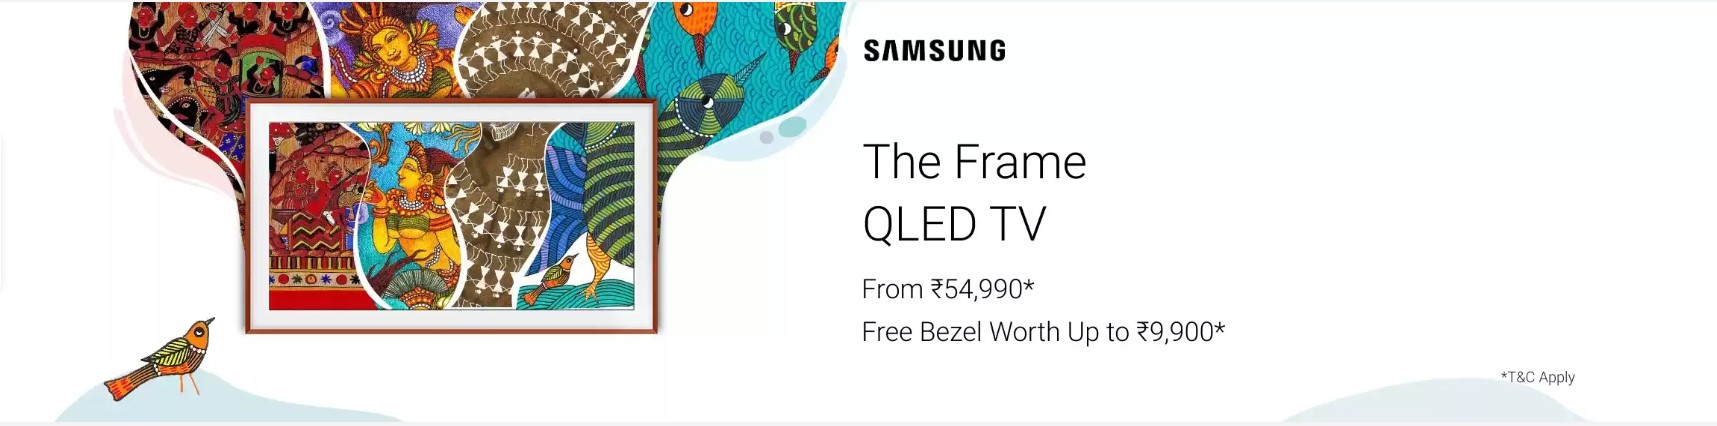 SAMSUNG
The Frame
QLED TV
From ₹54,990*
Free Bezel Worth Up to ₹9,900*
*T&C Apply